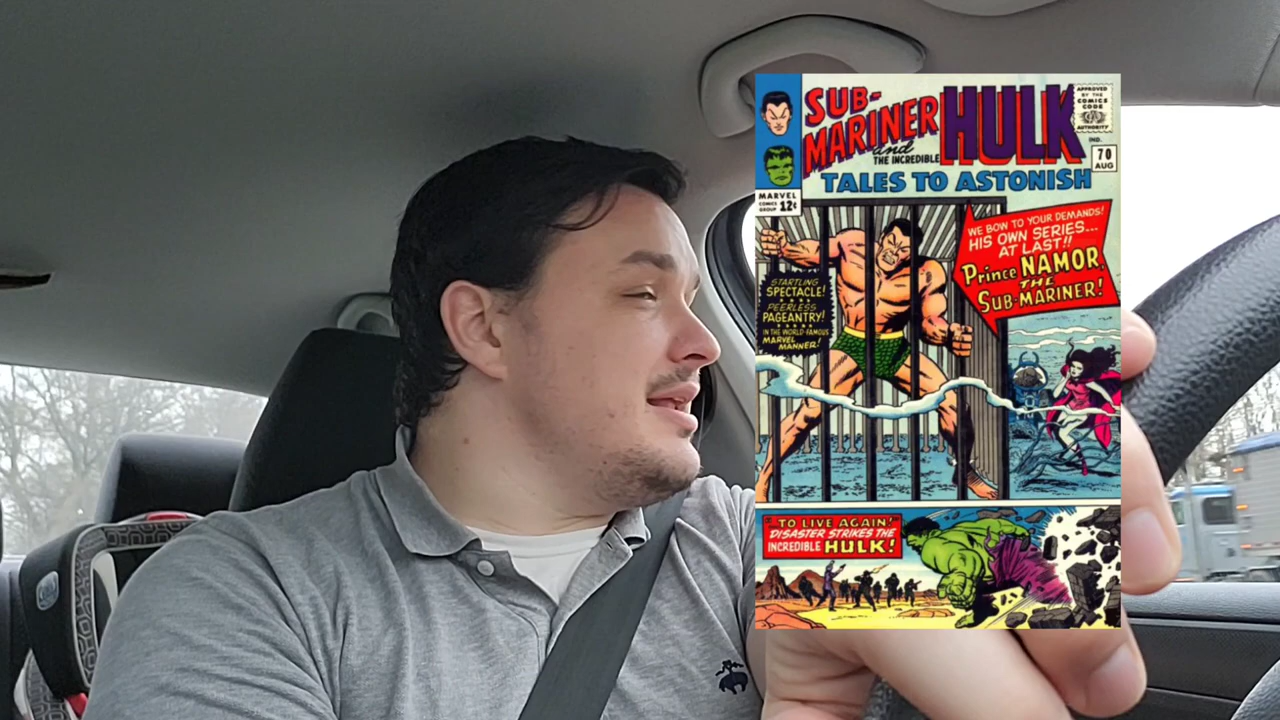 SUB-
MARINER
and
THE INCREDIBLE
HULK
APPROVED
BY THE
COMICS
CODE
AUTHORITY
IND.
70
AUG
TALES TO ASTONISH
MARVEL
COMICS
GROUP
12¢
WE BOW TO YOUR DEMANDS!
HIS OWN SERIES...
AT LAST!!
Prince NAMOR,
THE
SUB-MARINER!
STARTLING
SPECTACLE!
PEERLESS
PAGEANTRY!
IN THE WORLD-FAMOUS
MARVEL
MANNER!
"TO LIVE AGAIN!"
DISASTER STRIKES THE
INCREDIBLE HULK!